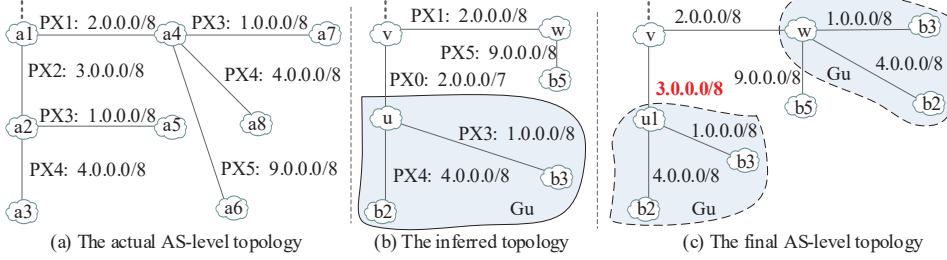 a1
PX1: 2.0.0.0/8
a4
PX3: 1.0.0.0/8
a7
PX2: 3.0.0.0/8
PX4: 4.0.0.0/8
a2
PX3: 1.0.0.0/8
a5
a8
PX4: 4.0.0.0/8
PX5: 9.0.0.0/8
a3
a6
(a) The actual AS-level topology
PX1: 2.0.0.0/8
v
w
PX5: 9.0.0.0/8
b5
PX0: 2.0.0.0/7
u
PX3: 1.0.0.0/8
PX4: 4.0.0.0/8
b3
b2
Gu
(b) The inferred topology
2.0.0.0/8
v
w
1.0.0.0/8
b3
4.0.0.0/8
9.0.0.0/8
Gu
3.0.0.0/8
b5
b2
u1
1.0.0.0/8
b3
4.0.0.0/8
b2
Gu
(c) The final AS-level topology